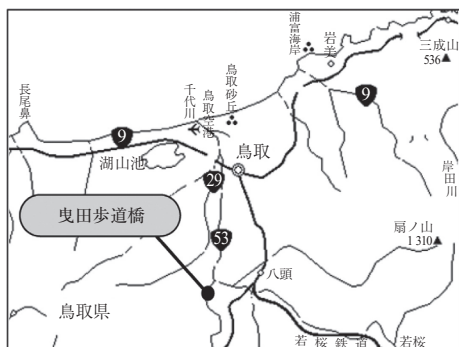 浦富海岸
岩美
三成山
536
長尾鼻
千代川
鳥取空港
鳥取砂丘
9
9
湖山池
鳥取
29
岸田川
曳田歩道橋
53
扇ノ山
1 310
八頭
鳥取県
若桜鉄道
若桜